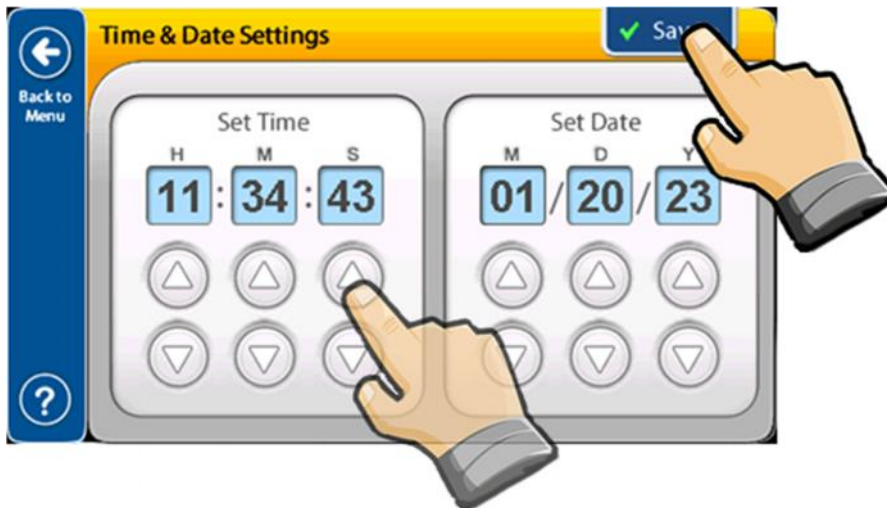 Time & Date Settings
Back to
Menu
Set Time
H M S
11 : 34 : 43
Set Date
M D Y
01 / 20 / 23
?